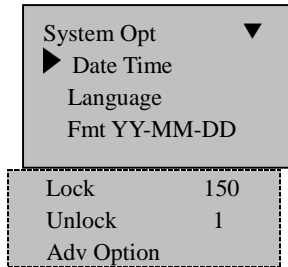 System Opt ▼
▶ Date Time
Language
Fmt YY-MM-DD
Lock 150
Unlock 1
Adv Option